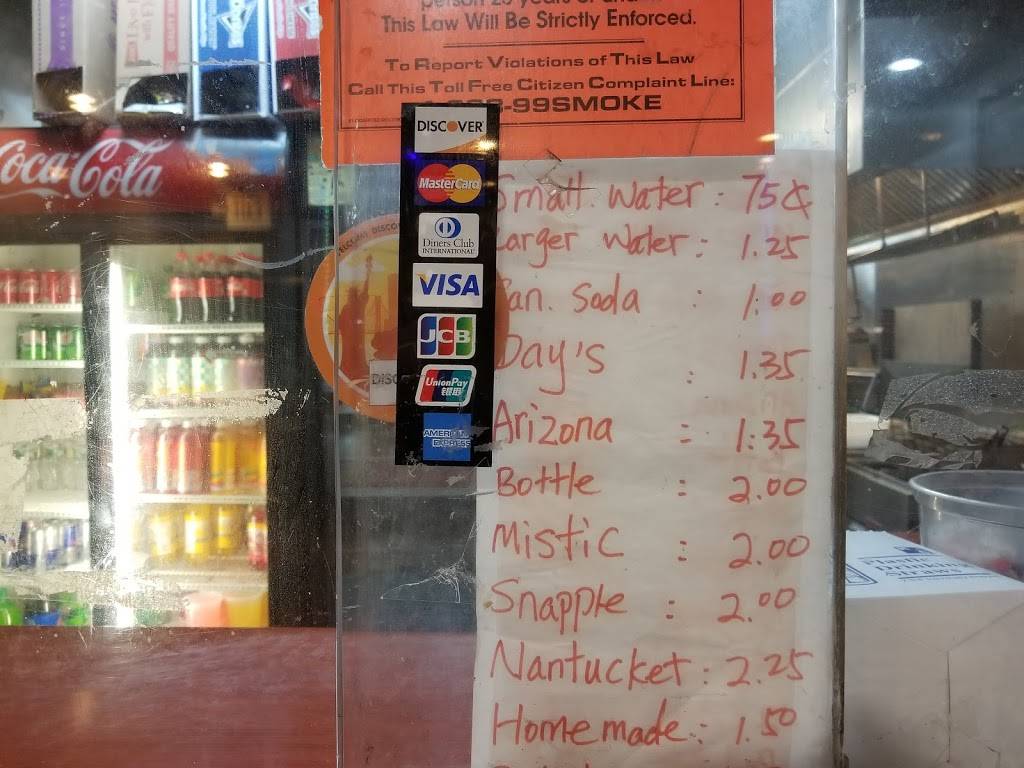 This Law Will Be Strictly Enforced.
To Report Violations of This Law
Call This Toll Free Citizen Complaint Line:
-99SMOKE
DISCOVER
MasterCard
Diners Club
INTERNATIONAL
VISA
JCB
UnionPay
银联
AMERICAN
EXPRESS
Coca-Cola
DISC
Small Water : 75¢
Larger Water : 1.25
Can. Soda : 1.00
Day's : 1.35
Arizona : 1.35
Bottle : 2.00
Mistic : 2.00
Snapple : 2.00
Nantucket : 2.25
Homemade : 1.50